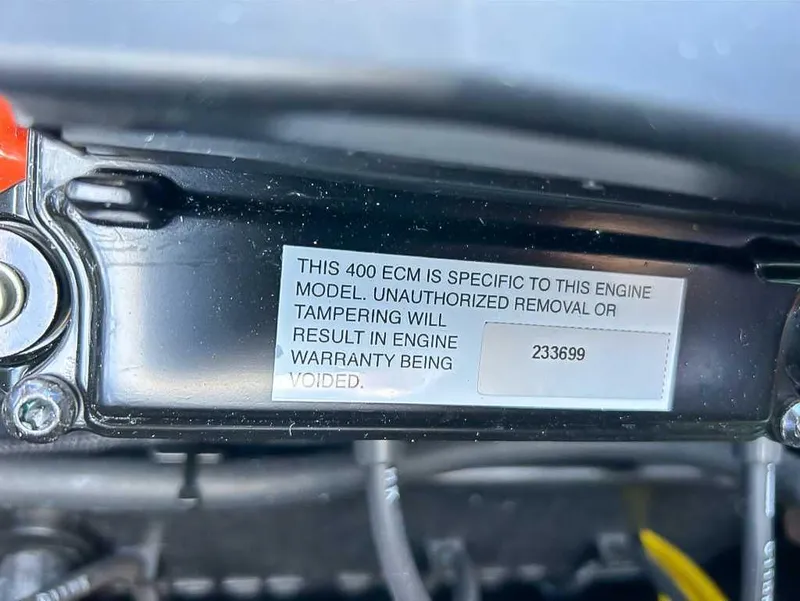 THIS 400 ECM IS SPECIFIC TO THIS ENGINE
MODEL. UNAUTHORIZED REMOVAL OR
TAMPERING WILL
RESULT IN ENGINE
WARRANTY BEING
VOIDED.
233699